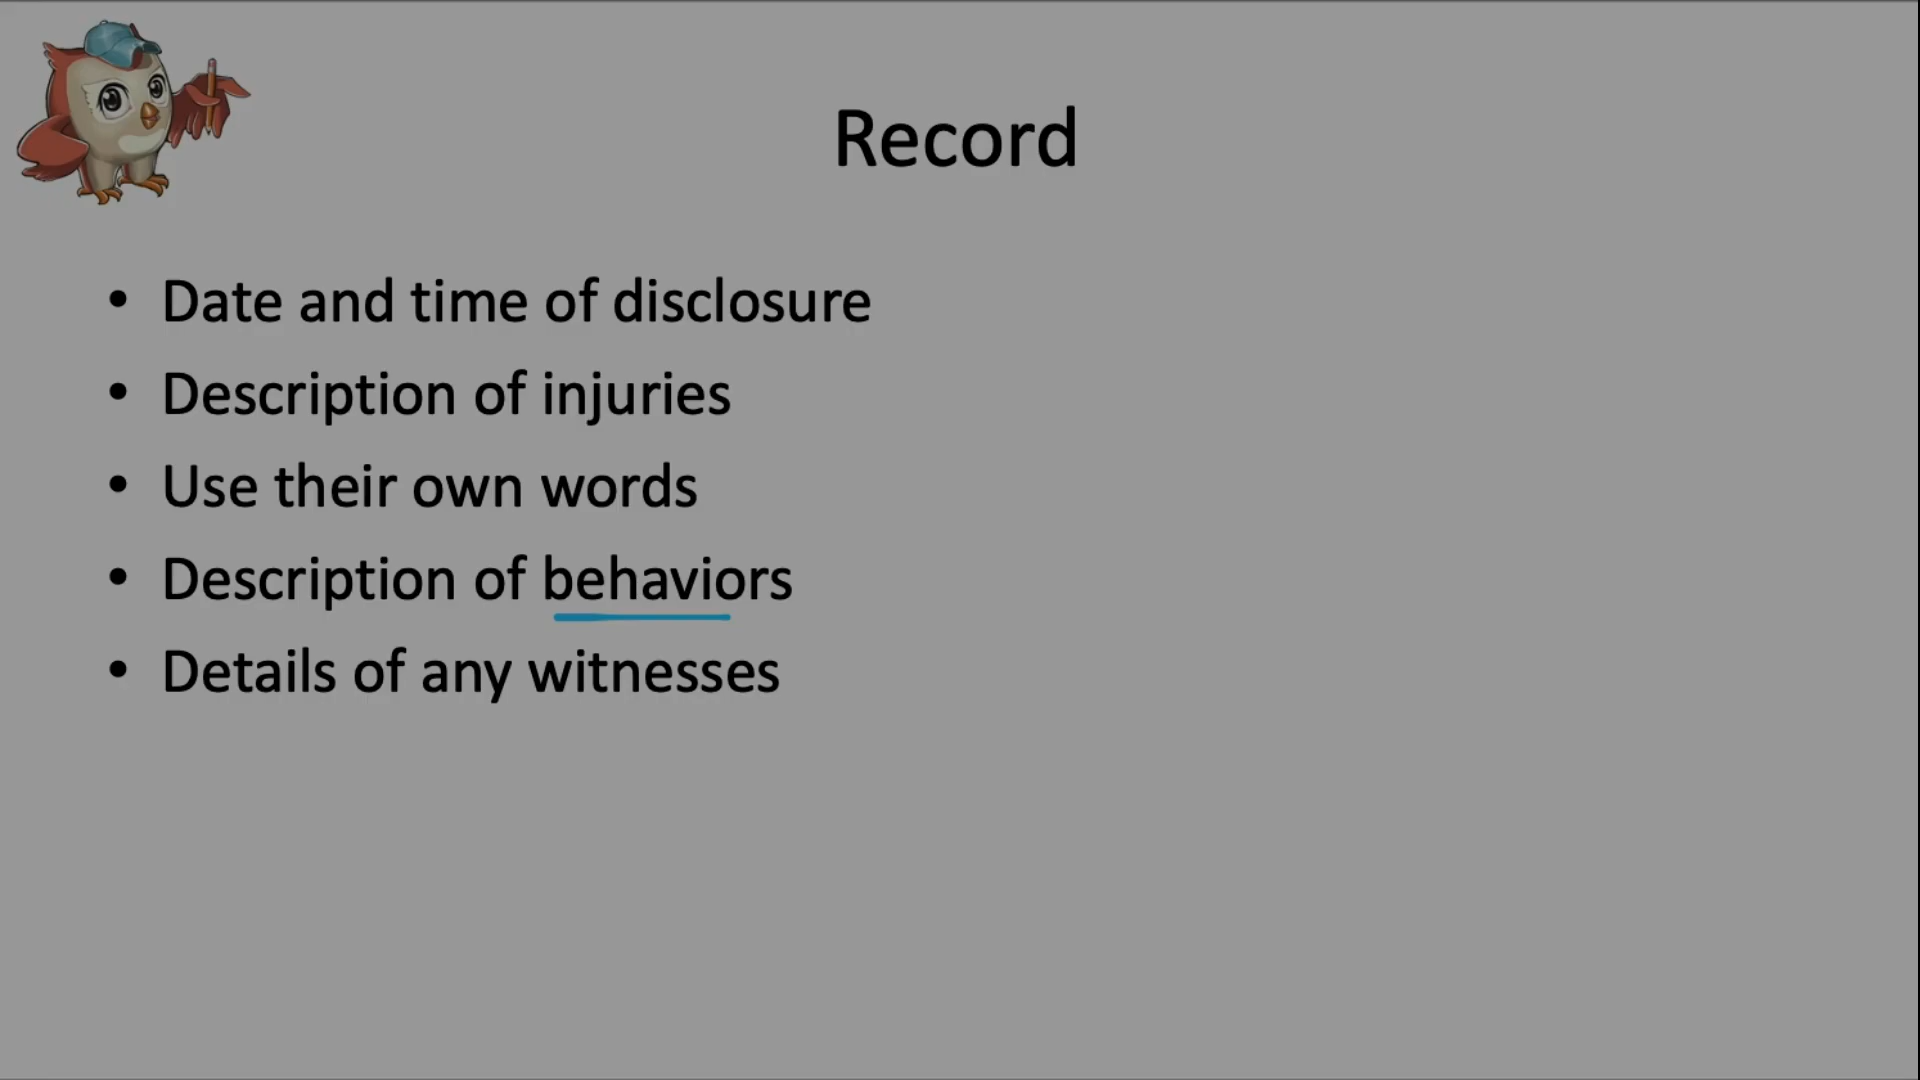 Record
• Date and time of disclosure
• Description of injuries
• Use their own words
• Description of behaviors
• Details of any witnesses